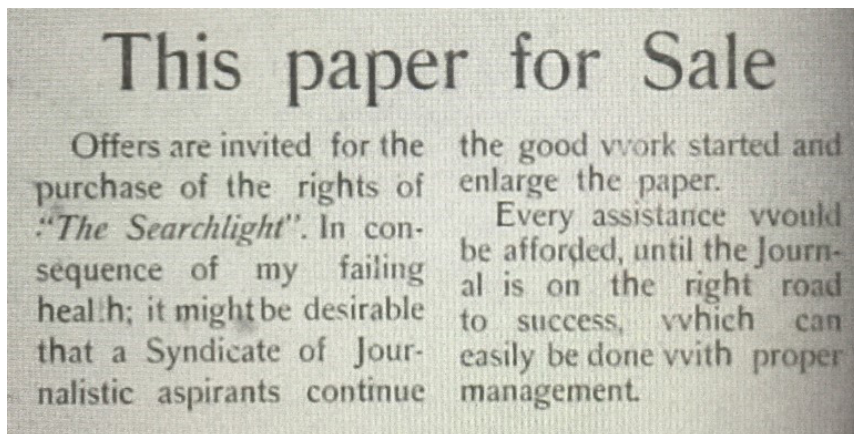 This paper for Sale
Offers are invited for the
purchase of the rights of
"The Searchlight". In con-
sequence of my failing
health; it might be desirable
that a Syndicate of Jour-
nalistic aspirants continue
the good vvork started and
enlarge the paper.
Every assistance vvould
be afforded, until the Journ-
al is on the right road
to success, vvhich can
easily be done vvith proper
management.